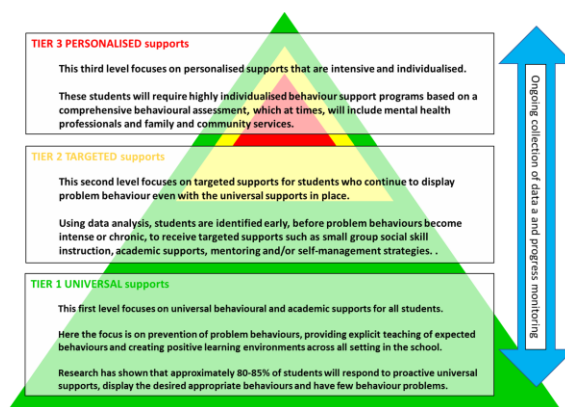 TIER 3 PERSONALISED supports
This third level focuses on personalised supports that are intensive and individualised.
These students will require highly individualised behaviour support programs based on a
comprehensive behavioural assessment, which at times, will include mental health
professionals and family and community services.
TIER 2 TARGETED supports
This second level focuses on targeted supports for students who continue to display
problem behaviour even with the universal supports in place.
Using data analysis, students are identified early, before problem behaviours become
intense or chronic, to receive targeted supports such as small group social skill
instruction, academic supports, mentoring and/or self-management strategies. .
TIER 1 UNIVERSAL supports
This first level focuses on universal behavioural and academic supports for all students.
Here the focus is on prevention of problem behaviours, providing explicit teaching of expected
behaviours and creating positive learning environments across all setting in the school.
Research has shown that approximately 80-85% of students will respond to proactive universal
supports, display the desired appropriate behaviours and have few behaviour problems.
Ongoing collection of data a and progress monitoring